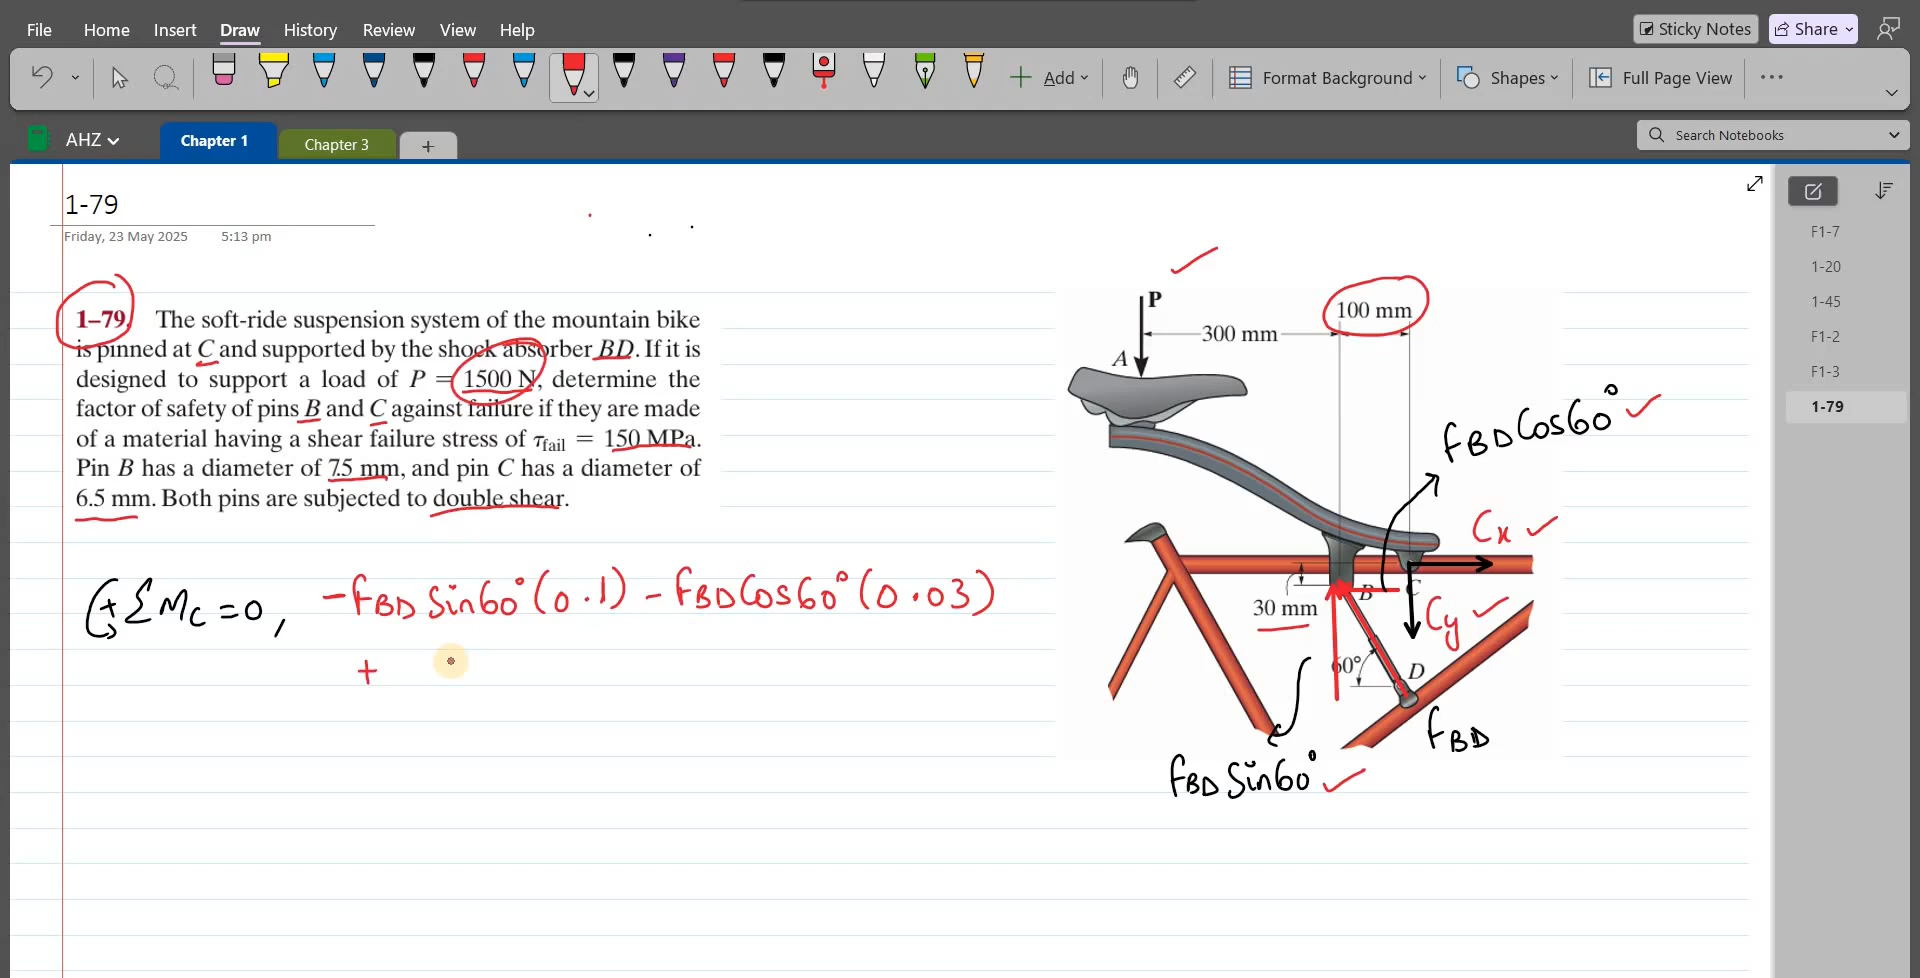 File Home Insert Draw History Review View Help
Sticky Notes Share
Add Format Background Shapes Full Page View
AHZ Chapter 1 Chapter 3
Search Notebooks
1-79
Friday, 23 May 2025 5:13 pm
1–79. The soft-ride suspension system of the mountain bike
is pinned at C and supported by the shock absorber BD. If it is
designed to support a load of P = 1500 N, determine the
factor of safety of pins B and C against failure if they are made
of a material having a shear failure stress of τfail = 150 MPa.
Pin B has a diameter of 7.5 mm, and pin C has a diameter of
6.5 mm. Both pins are subjected to double shear.
(+ ΣMc = 0, -FBD Sin60° (0.1) - FBD Cos60° (0.03)
+
P
100 mm
300 mm
A
FBD Cos60°
Cx
B
C
30 mm
Cy
60°
D
FBD
FBD Sin60°
F1-7
1-20
1-45
F1-2
F1-3
1-79